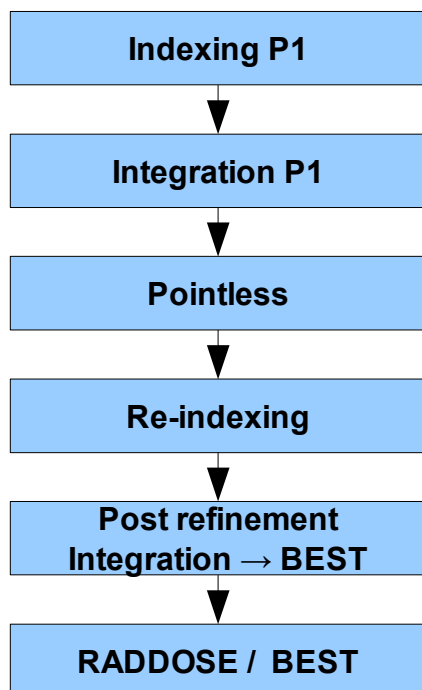 Indexing P1
Integration P1
Pointless
Re-indexing
Post refinement
Integration → BEST
RADDOSE / BEST